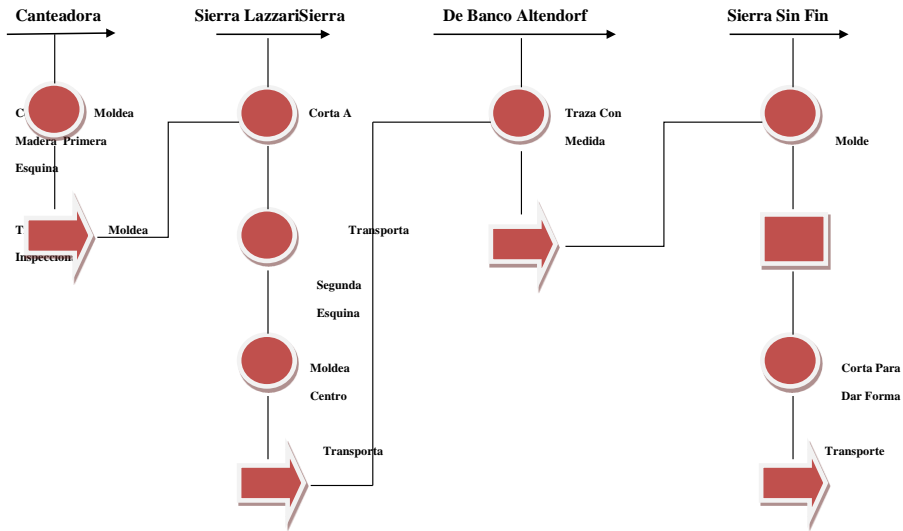 Canteadora
Sierra LazzariSierra
De Banco Altendorf
Sierra Sin Fin
Moldea
Madera Primera
Esquina
Moldea
Inspeccion
Corta A
Transporta
Segunda
Esquina
Moldea
Centro
Transporta
Traza Con
Medida
Molde
Corta Para
Dar Forma
Transporte